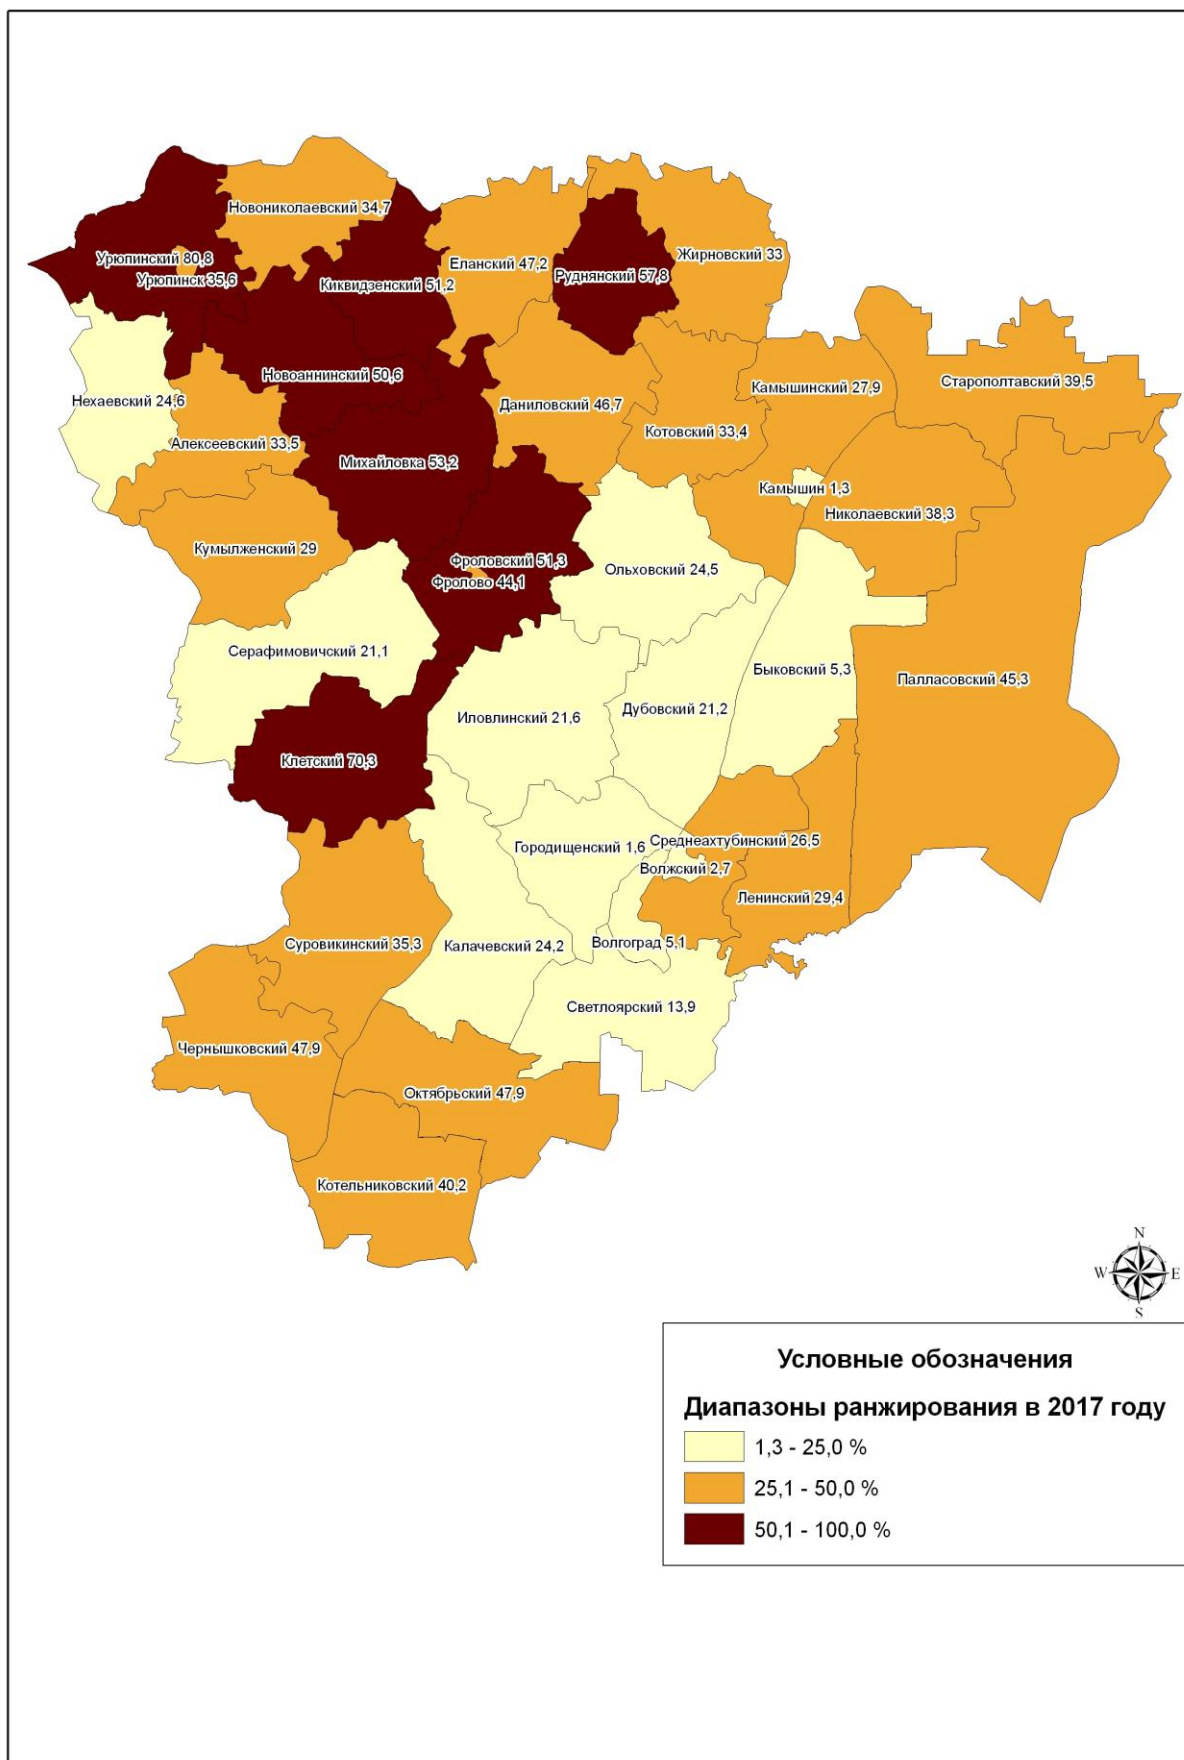 Новониколаевский 34,7
Урюпинский 80,8
Урюпинск 35,6
Киквидзенский 51,2
Еланский 47,2
Руднянский 57,8
Жирновский 33
Новоаннинский 50,6
Нехаевский 24,6
Алексеевский 33,5
Михайловка 53,2
Даниловский 46,7
Котовский 33,4
Камышинский 27,9
Старополтавский 39,5
Камышин 1,3
Николаевский 38,3
Кумылженский 29
Фроловский 51,3
Фролово 44,1
Ольховский 24,5
Серафимовичский 21,1
Быковский 5,3
Палласовский 45,3
Иловлинский 21,6
Дубовский 21,2
Клетский 70,3
Городищенский 1,6
Среднеахтубинский 26,5
Волжский 2,7
Ленинский 29,4
Суровикинский 35,3
Калачевский 24,2
Волгоград 5,1
Светлоярский 13,9
Чернышковский 47,9
Октябрьский 47,9
Котельниковский 40,2
N
W E
S
Условные обозначения
Диапазоны ранжирования в 2017 году
1,3 - 25,0 %
25,1 - 50,0 %
50,1 - 100,0 %